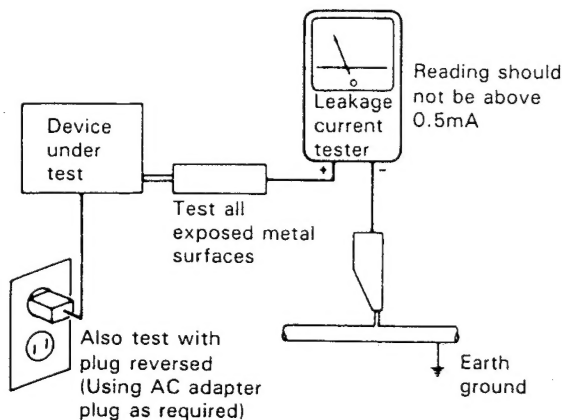 Device
under
test
Leakage
current
tester
+
-
Reading should
not be above
0.5mA
Test all
exposed metal
surfaces
Also test with
plug reversed
(Using AC adapter
plug as required)
Earth
ground